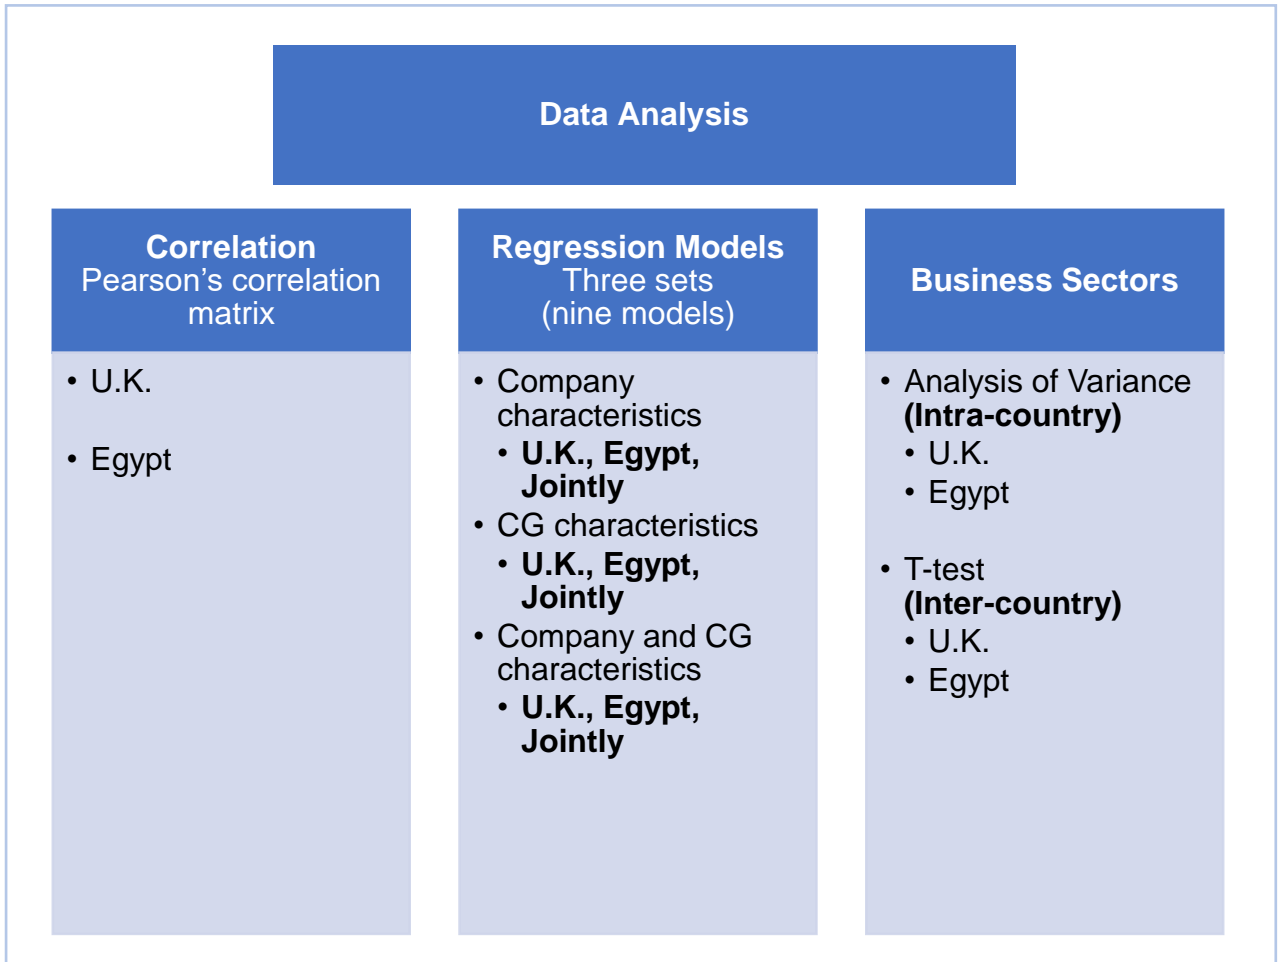 Data Analysis
Correlation
Pearson’s correlation
matrix
• U.K.
• Egypt
Regression Models
Three sets
(nine models)
• Company
characteristics
• U.K., Egypt,
Jointly
• CG characteristics
• U.K., Egypt,
Jointly
• Company and CG
characteristics
• U.K., Egypt,
Jointly
Business Sectors
• Analysis of Variance
(Intra-country)
• U.K.
• Egypt
• T-test
(Inter-country)
• U.K.
• Egypt